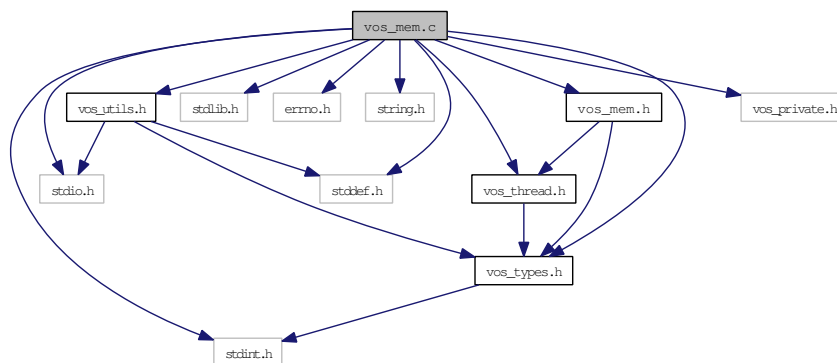 vos_mem.c
vos_utils.h
stdlib.h
errno.h
string.h
vos_mem.h
vos_private.h
stdio.h
stddef.h
vos_thread.h
vos_types.h
stdint.h